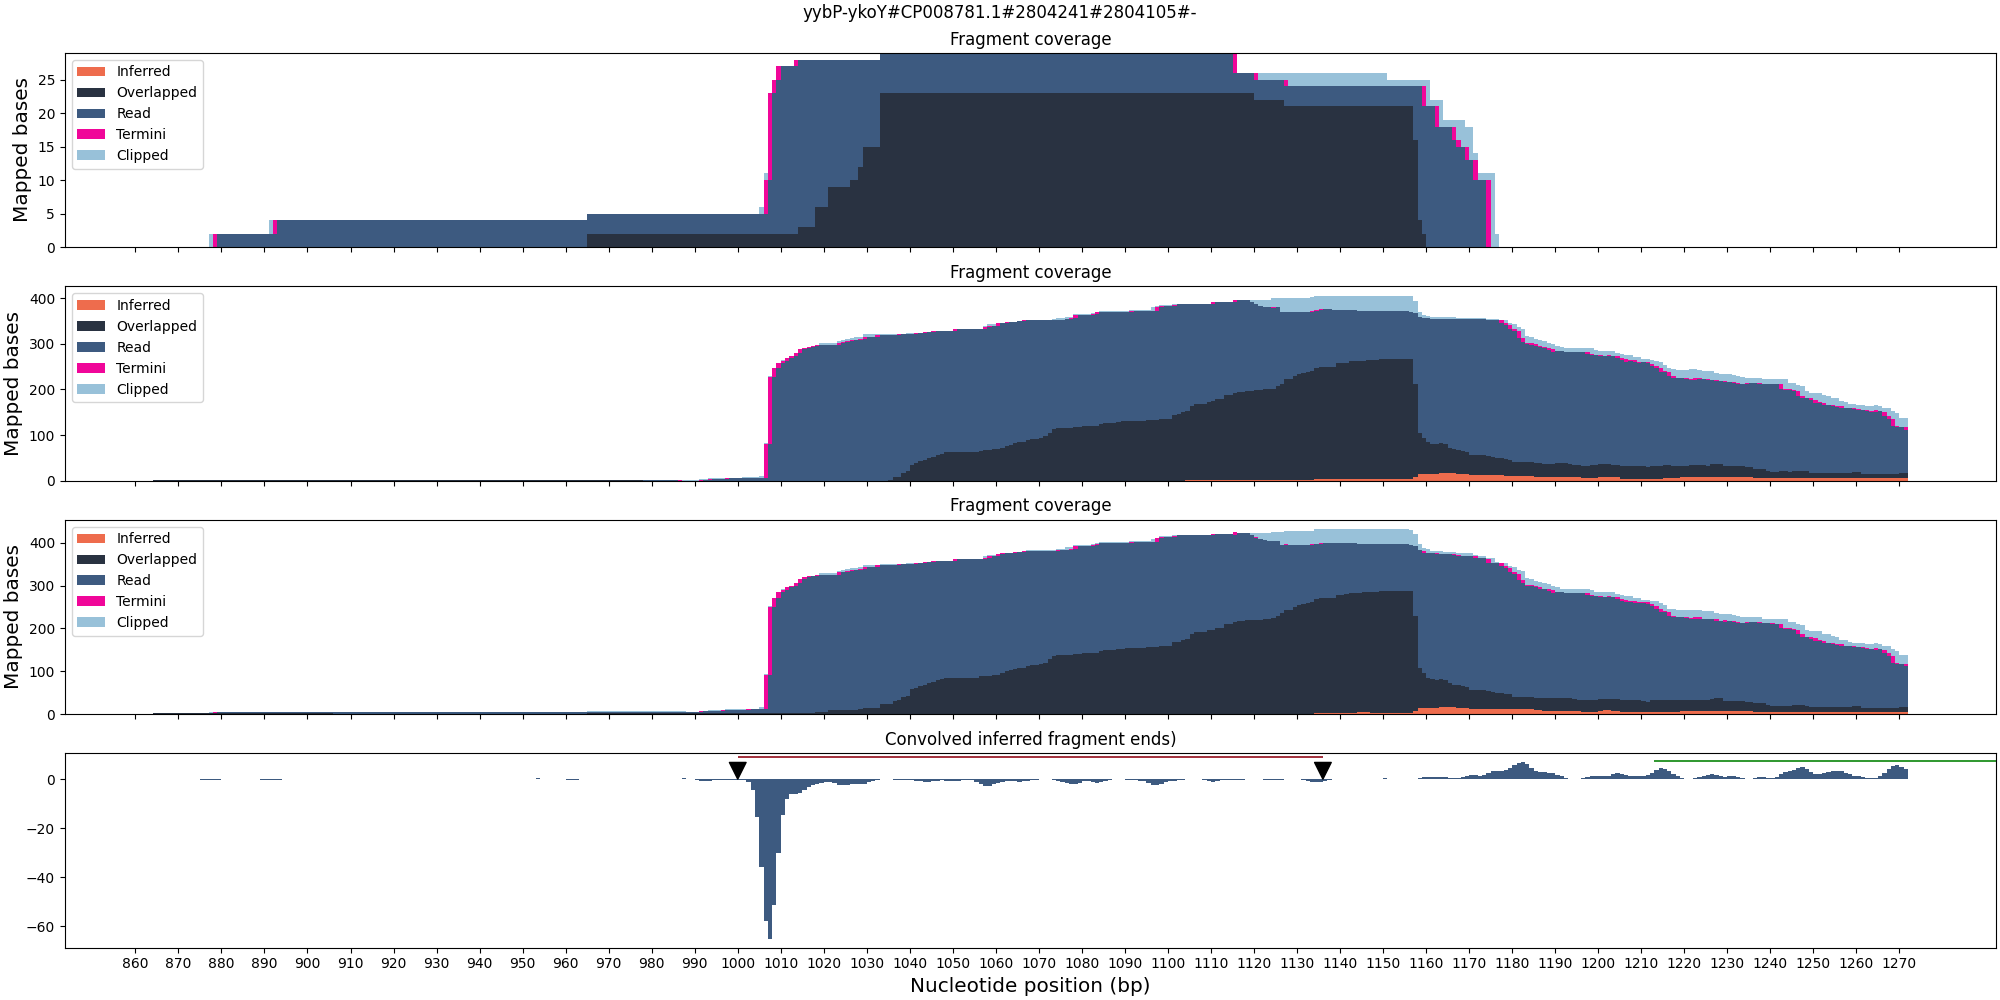 yybP-ykoY#CP008781.1#2804241#2804105#-
Fragment coverage
Mapped bases
25
20
15
10
5
0
Inferred
Overlapped
Read
Termini
Clipped
Fragment coverage
Mapped bases
400
300
200
100
0
Inferred
Overlapped
Read
Termini
Clipped
Fragment coverage
Mapped bases
400
300
200
100
0
Inferred
Overlapped
Read
Termini
Clipped
Convolved inferred fragment ends)
0
−20
−40
−60
860 870 880 890 900 910 920 930 940 950 960 970 980 990 1000 1010 1020 1030 1040 1050 1060 1070 1080 1090 1100 1110 1120 1130 1140 1150 1160 1170 1180 1190 1200 1210 1220 1230 1240 1250 1260 1270
Nucleotide position (bp)